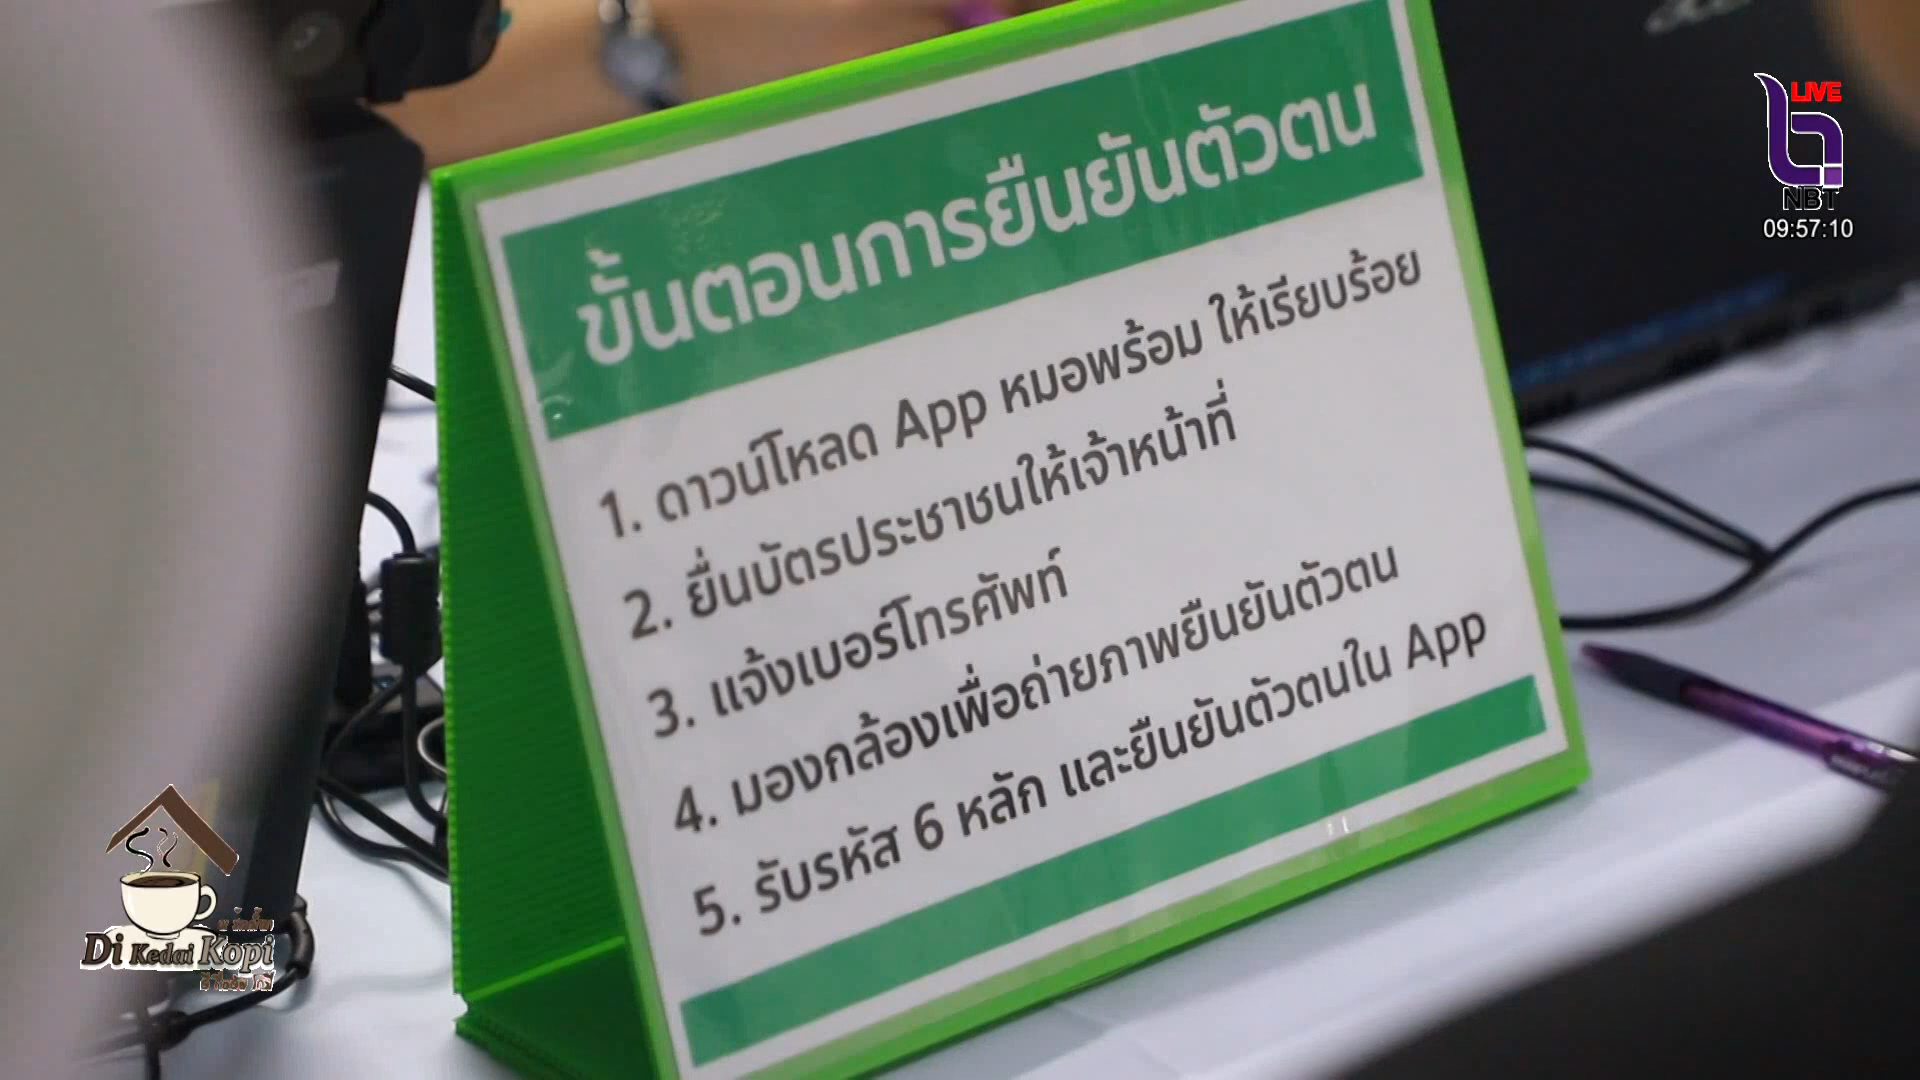 LIVE
NBT
09:57:10
ขั้นตอนการยืนยันตัวตน
1. ดาวน์โหลด App หมอพร้อม ให้เรียบร้อย
2. ยื่นบัตรประชาชนให้เจ้าหน้าที่
3. แจ้งเบอร์โทรศัพท์
4. มองกล้องเพื่อถ่ายภาพยืนยันตัวตน
5. รับรหัส 6 หลัก และยืนยันตัวตนใน App
Di Kedai Kopi